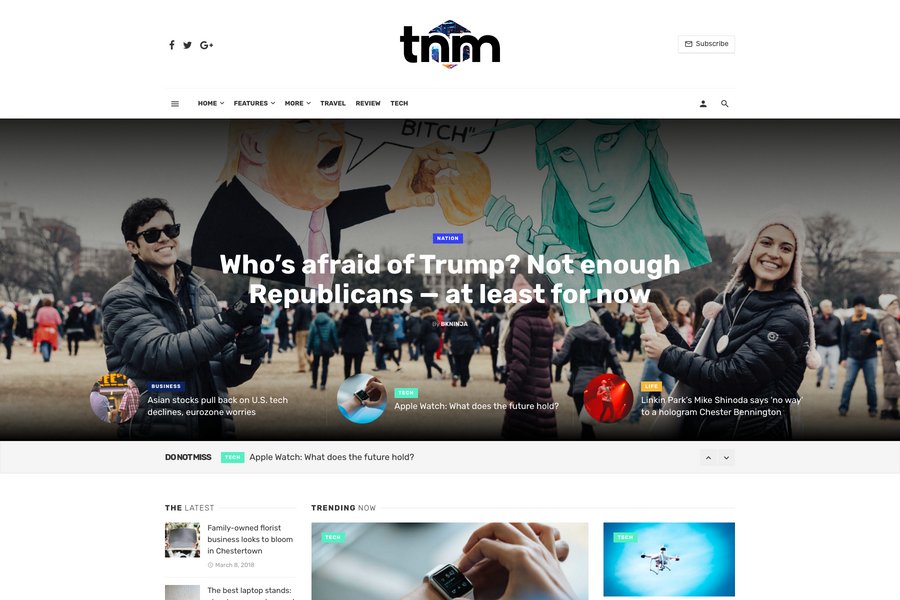 tnm
Subscribe
HOME FEATURES MORE TRAVEL REVIEW TECH
BITCH"
NATION
Who's afraid of Trump? Not enough
Republicans — at least for now
By BKNINJA
BUSINESS
Asian stocks pull back on U.S. tech
declines, eurozone worries
TECH
Apple Watch: What does the future hold?
LIFE
Linkin Park's Mike Shinoda says 'no way'
to a hologram Chester Bennington
DO NOT MISS TECH Apple Watch: What does the future hold?
THE LATEST
Family-owned florist
business looks to bloom
in Chestertown
March 8, 2018
The best laptop stands:
TRENDING NOW
TECH
TECH